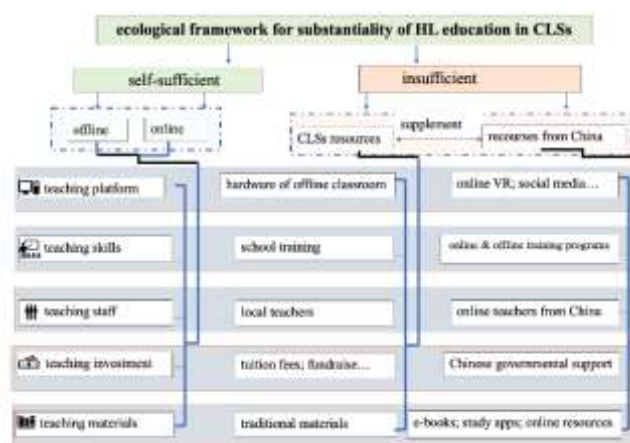 ecological framework for substantiality of HL education in CLSs
self-sufficient
insufficient
offline
online
CLSs resources
supplement
recourses from China
teaching platform
hardware of offline classroom
online VR; social media…
teaching skills
school training
online & offline training programs
teaching staff
local teachers
online teachers from China
teaching investment
tuition fees; fundraise…
Chinese governmental support
teaching materials
traditional materials
e-books; study apps; online resources